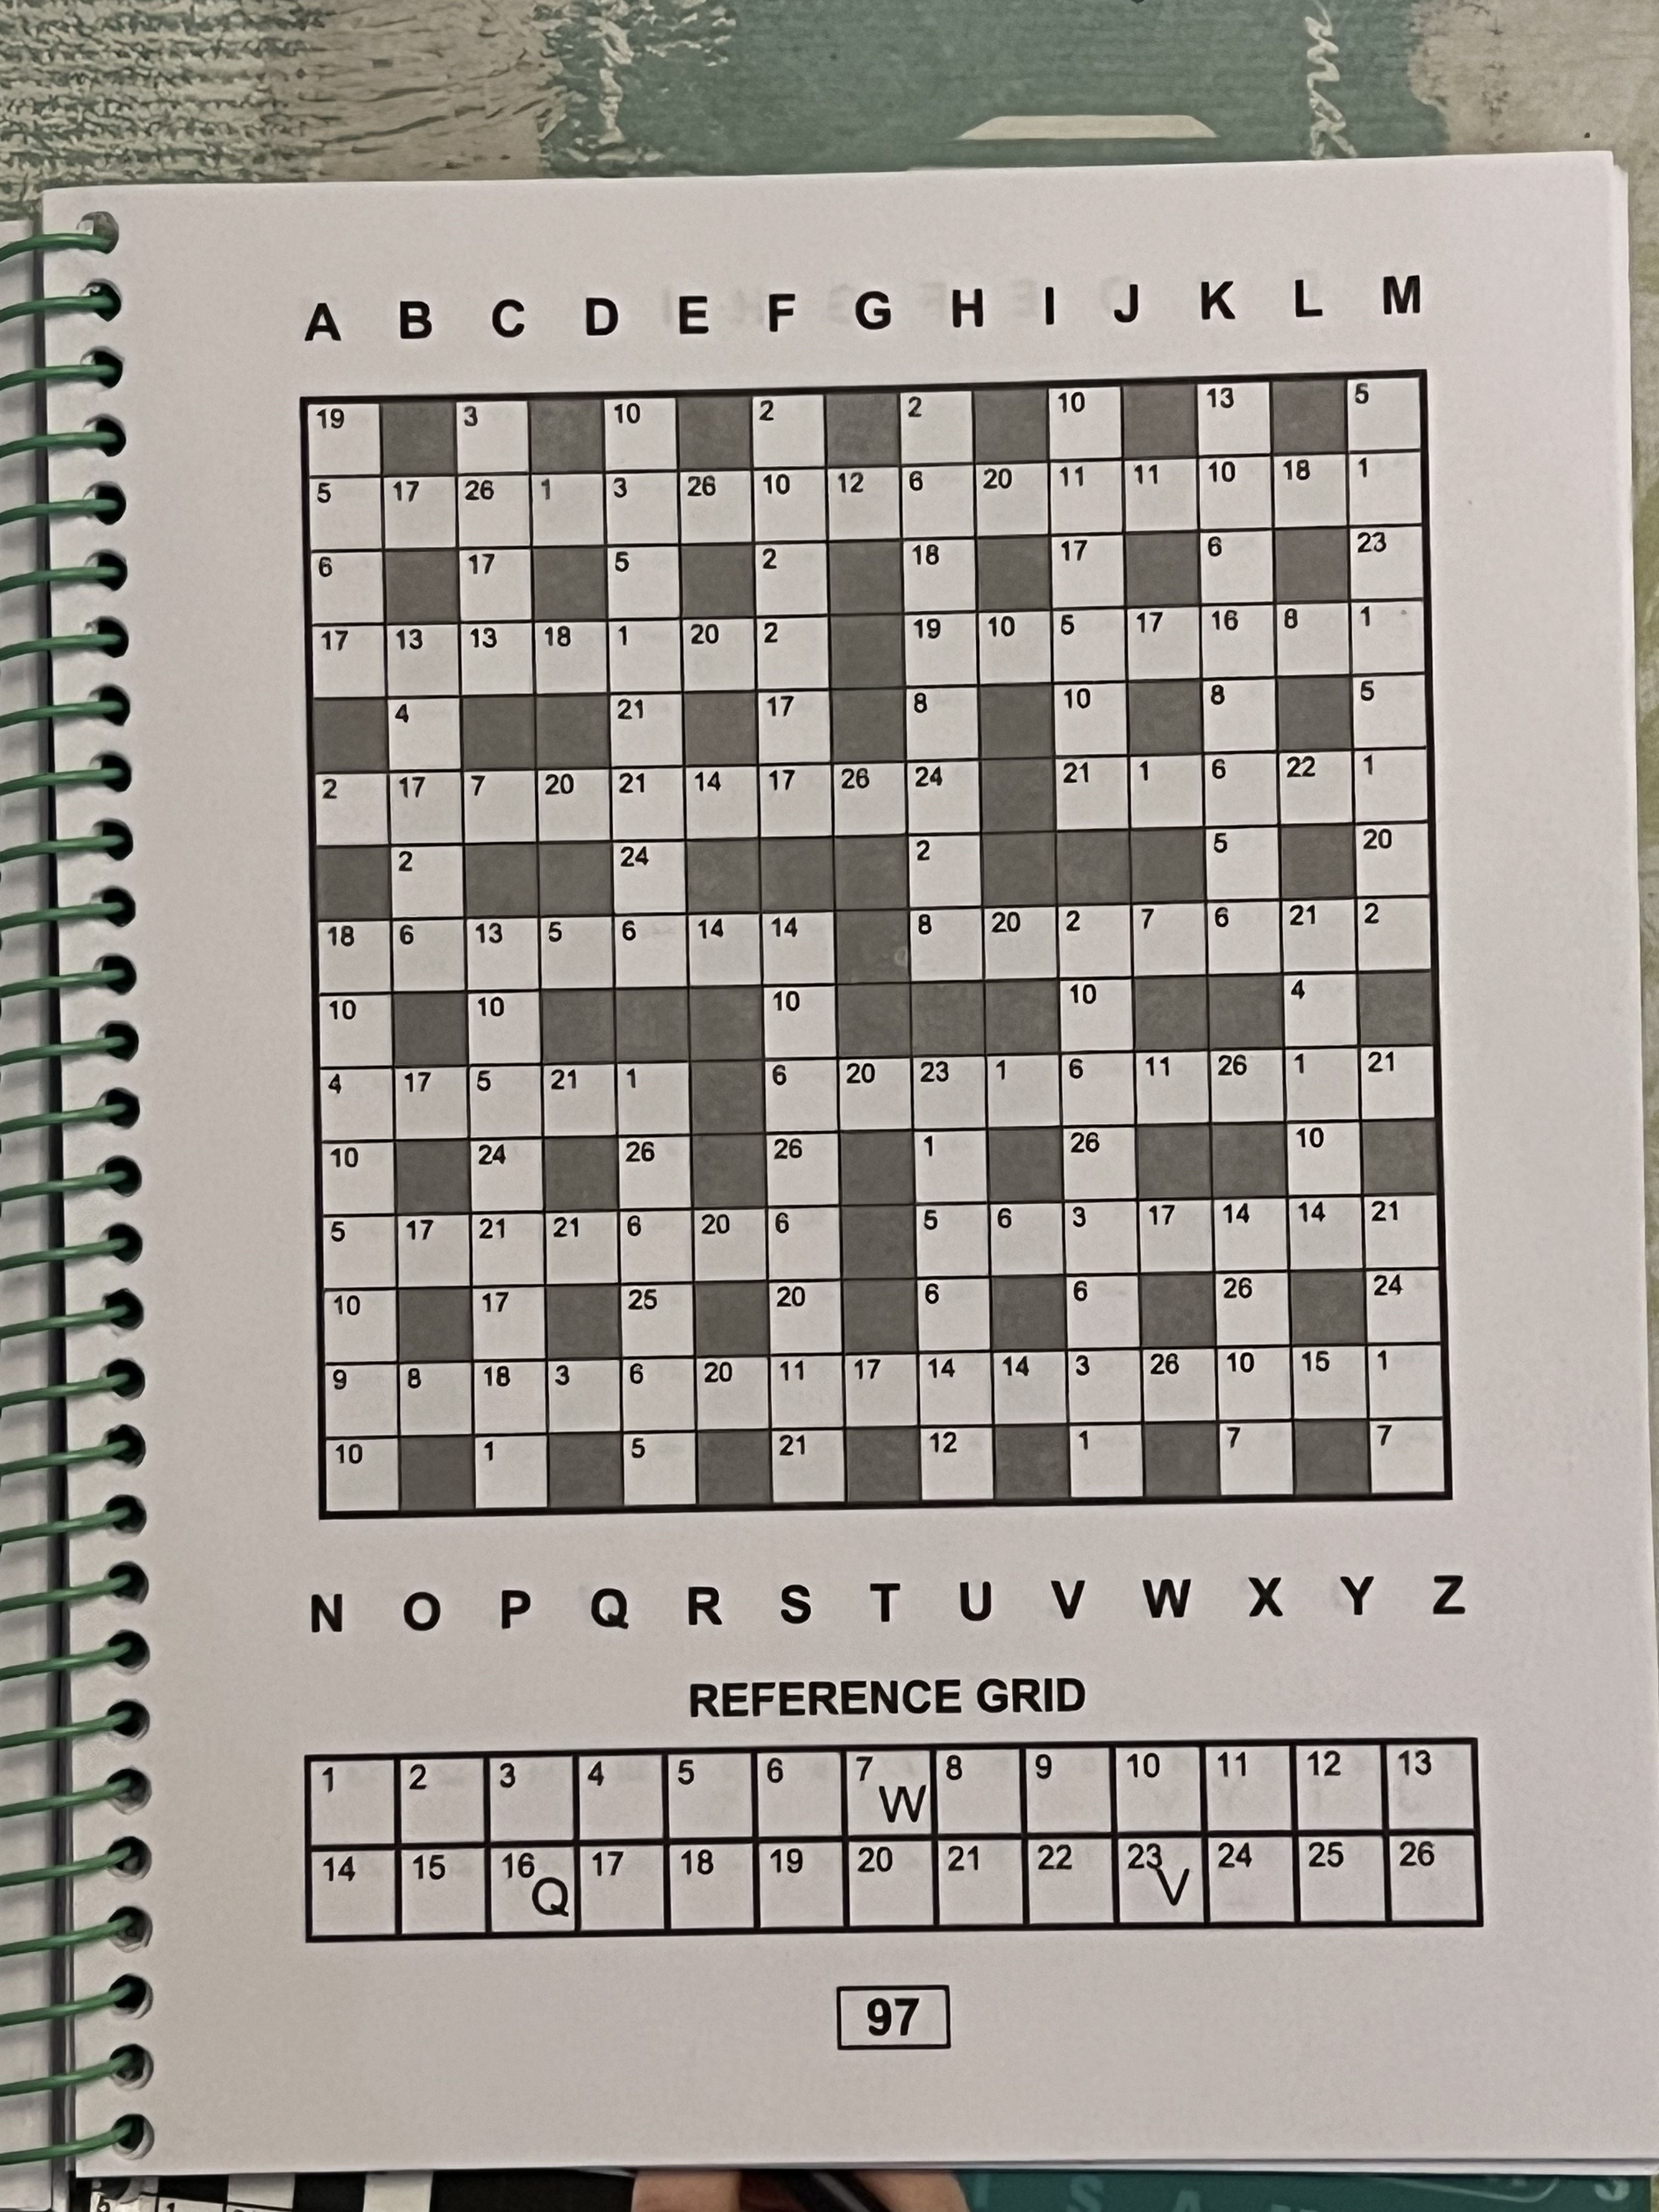 A B C D E F G H I J K L M
19 3 10 2 2 10 13 5
5 17 26 1 3 26 10 12 6 20 11 11 10 18 1
6 17 5 2 18 17 6 23
17 13 13 18 1 20 2 19 10 5 17 16 8 1
4 21 17 8 10 8 5
2 17 7 20 21 14 17 26 24 21 1 6 22 1
2 24 2 5 20
18 6 13 5 6 14 14 8 20 2 7 6 21 2
10 10 10 10 4
4 17 5 21 1 6 20 23 1 6 11 26 1 21
10 24 26 26 1 26 10
5 17 21 21 6 20 6 5 6 3 17 14 14 21
10 17 25 20 6 6 26 24
9 8 18 3 6 20 11 17 14 14 3 26 10 15 1
10 1 5 21 12 1 7 7
N O P Q R S T U V W X Y Z
REFERENCE GRID
1 2 3 4 5 6 7 W 8 9 10 11 12 13
14 15 16 Q 17 18 19 20 21 22 23 V 24 25 26
97